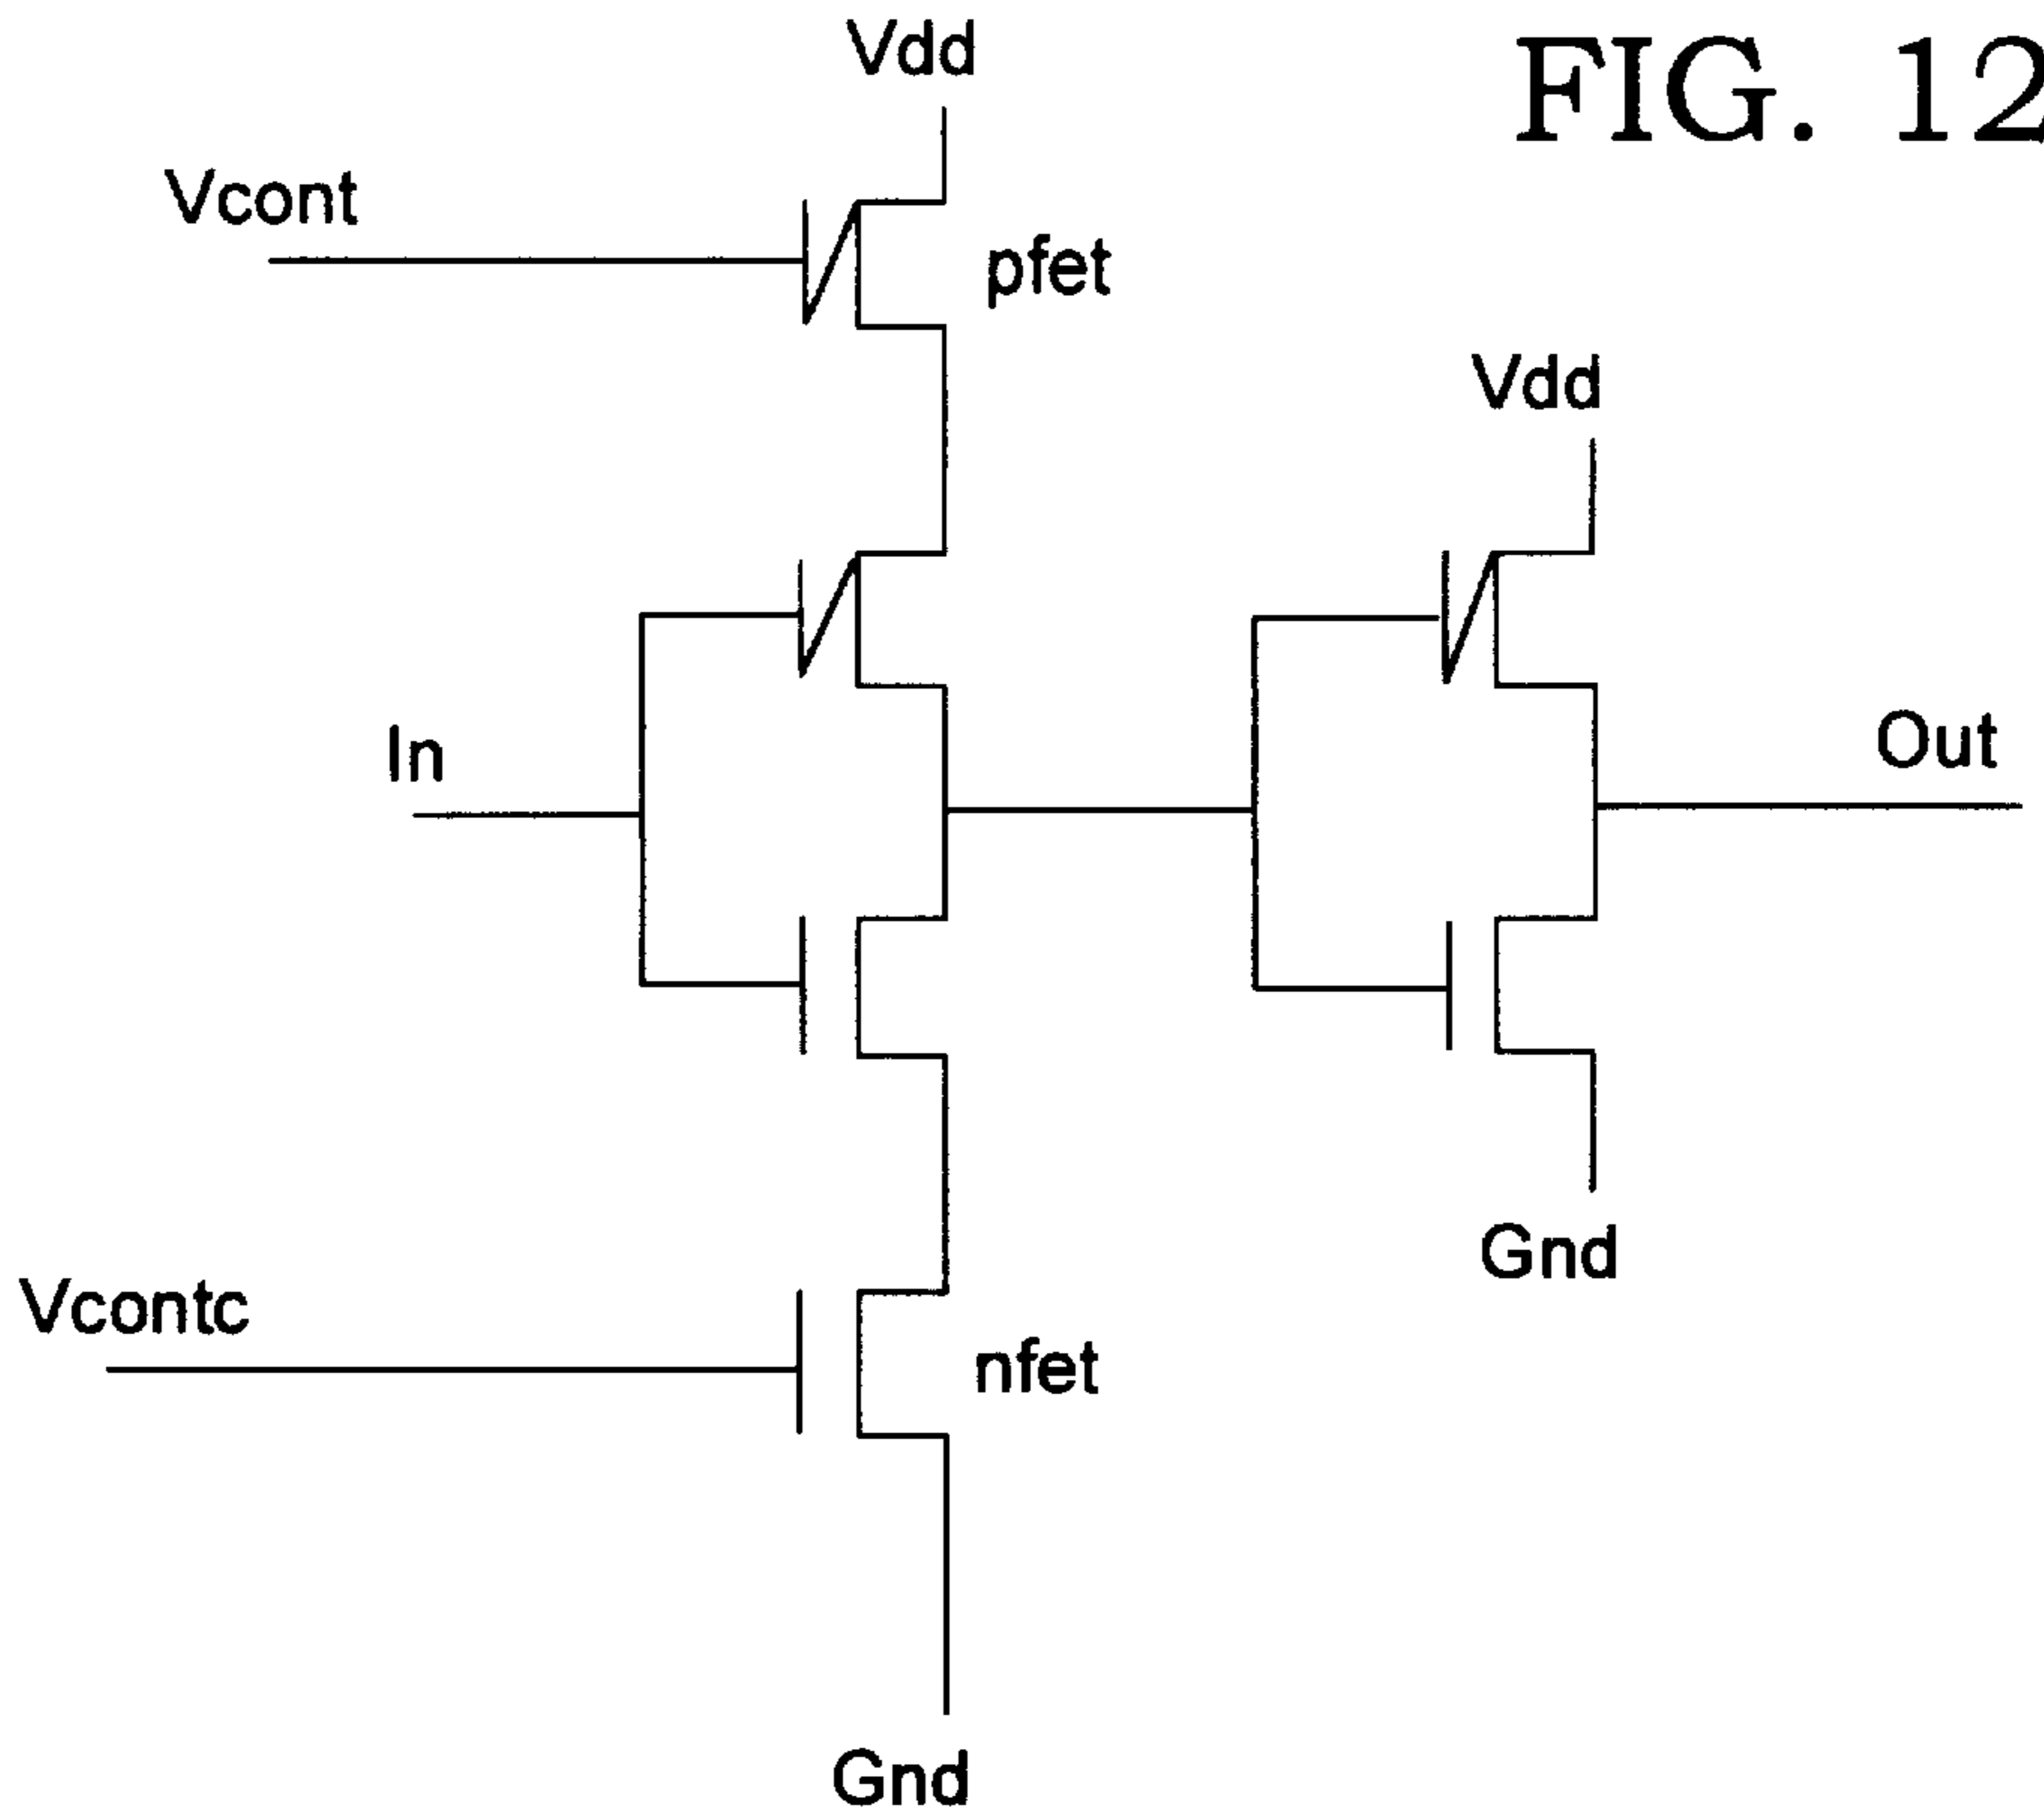 FIG. 12
Vdd
Vcont
pfet
Vdd
In
Out
Gnd
Vcontc
nfet
Gnd